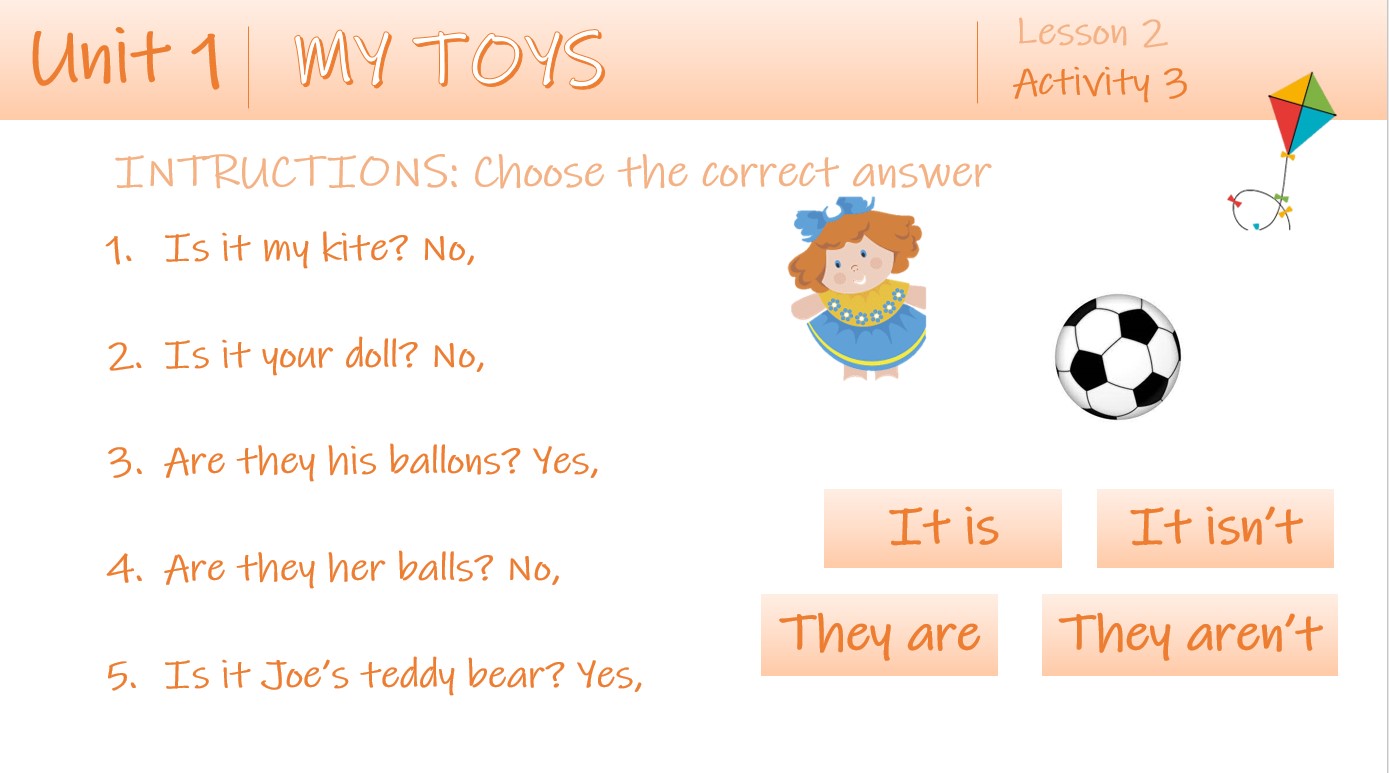 Unit 1
MY TOYS
Lesson 2
Activity 3
INTRUCTIONS: Choose the correct answer
1. Is it my kite? No,
2. Is it your doll? No,
3. Are they his ballons? Yes,
4. Are they her balls? No,
5. Is it Joe's teddy bear? Yes,
It is
It isn't
They are
They aren't